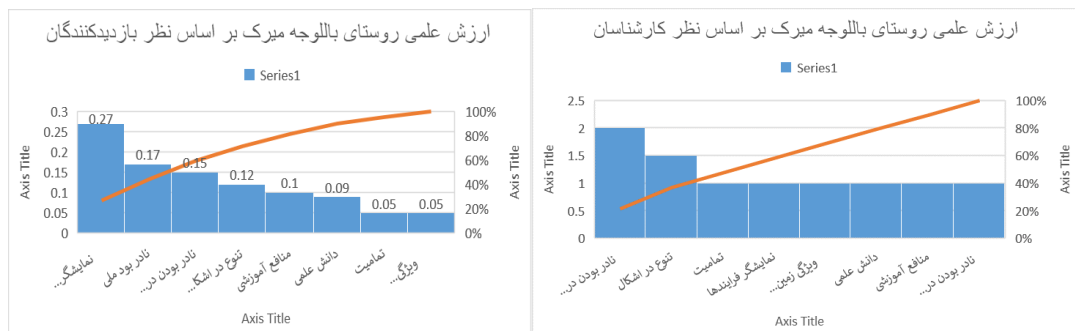 ارزش علمی روستای باللوجه میرک بر اساس نظر بازدیدکنندگان
Series1
0.3
0.25
0.2
0.15
0.1
0.05
0
Axis Title
0.27
0.17
0.15
0.12
0.1
0.09
0.05
0.05
100%
80%
60%
40%
20%
0%
Axis Title
نمایشگر...
نادر بود ملی
نادر بودن در...
تنوع در اشکا...
منافع آموزشی
دانش علمی
تمامیت
ویژگی...
Axis Title
ارزش علمی روستای باللوجه میرک بر اساس نظر کارشناسان
Series1
2.5
2
1.5
1
0.5
0
Axis Title
100%
80%
60%
40%
20%
0%
Axis Title
نادر بودن در...
تنوع در اشکال
تمامیت
نمایشگر فرایندها
ویژگی زمین...
دانش علمی
منافع آموزشی
نادر بودن در...
Axis Title